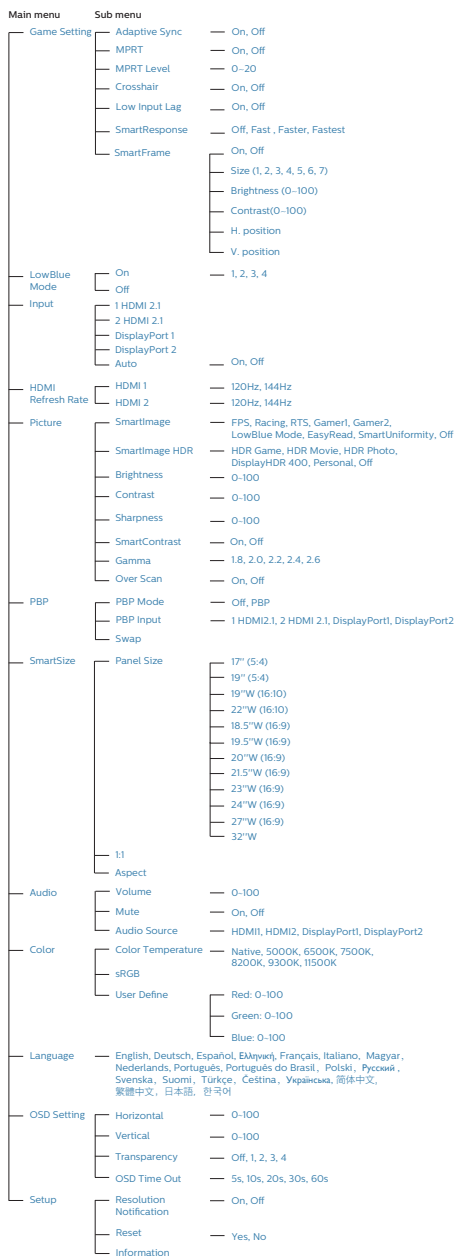 Main menu Sub menu
Game Setting Adaptive Sync On, Off
MPRT On, Off
MPRT Level 0-20
Crosshair On, Off
Low Input Lag On, Off
SmartResponse Off, Fast , Faster, Fastest
SmartFrame On, Off
Size (1, 2, 3, 4, 5, 6, 7)
Brightness (0-100)
Contrast(0-100)
H. position
V. position
LowBlue On 1, 2, 3, 4
Mode Off
Input 1 HDMI 2.1
2 HDMI 2.1
DisplayPort 1
DisplayPort 2
Auto On, Off
HDMI HDMI 1 120Hz, 144Hz
Refresh Rate HDMI 2 120Hz, 144Hz
Picture SmartImage FPS, Racing, RTS, Gamer1, Gamer2,
LowBlue Mode, EasyRead, SmartUniformity, Off
SmartImage HDR HDR Game, HDR Movie, HDR Photo,
DisplayHDR 400, Personal, Off
Brightness 0-100
Contrast 0-100
Sharpness 0-100
SmartContrast On, Off
Gamma 1.8, 2.0, 2.2, 2.4, 2.6
Over Scan On, Off
PBP PBP Mode Off, PBP
PBP Input 1 HDMI2.1, 2 HDMI 2.1, DisplayPort1, DisplayPort2
Swap
SmartSize Panel Size 17" (5:4)
19" (5:4)
19"W (16:10)
22"W (16:10)
18.5"W (16:9)
19.5"W (16:9)
20"W (16:9)
21.5"W (16:9)
23"W (16:9)
24"W (16:9)
27"W (16:9)
32"W
1:1
Aspect
Audio Volume 0-100
Mute On, Off
Audio Source HDMI1, HDMI2, DisplayPort1, DisplayPort2
Color Color Temperature Native, 5000K, 6500K, 7500K,
8200K, 9300K, 11500K
sRGB
User Define Red: 0-100
Green: 0-100
Blue: 0-100
Language English, Deutsch, Español, Ελληνική, Français, Italiano, Magyar,
Nederlands, Português, Português do Brasil, Polski, Русский ,
Svenska, Suomi, Türkçe, Čeština, Українська, 简体中文,
繁體中文, 日本語, 한국어
OSD Setting Horizontal 0-100
Vertical 0-100
Transparency Off, 1, 2, 3, 4
OSD Time Out 5s, 10s, 20s, 30s, 60s
Setup Resolution On, Off
Notification
Reset Yes, No
Information